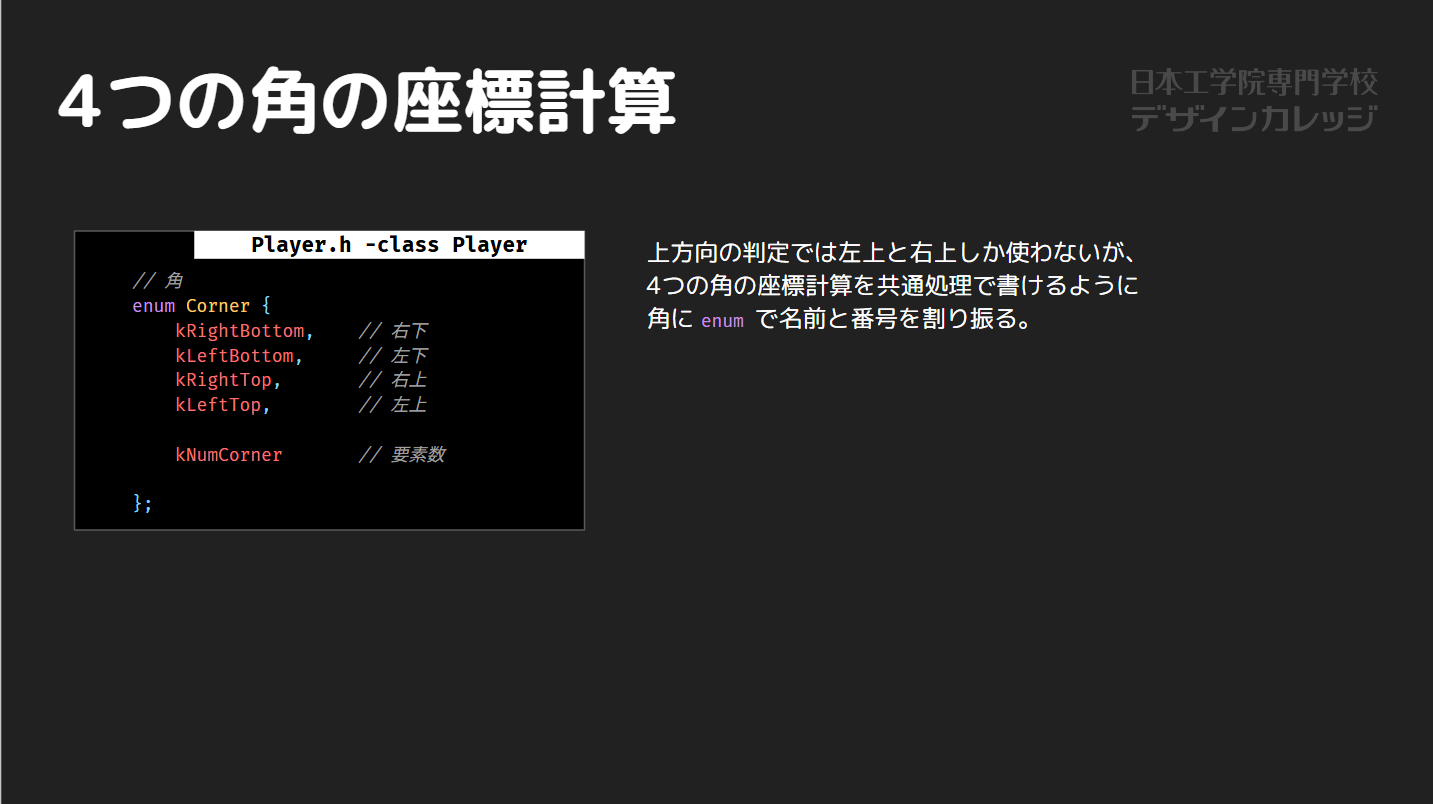 4つの角の座標計算
日本工学院専門学校
デザインカレッジ
Player.h -class Player
// 角
enum Corner {
kRightBottom, // 右下
kLeftBottom, // 左下
kRightTop, // 右上
kLeftTop, // 左上
kNumCorner // 要素数
};
上方向の判定では左上と右上しか使わないが、
4つの角の座標計算を共通処理で書けるように
角に enum で名前と番号を割り振る。